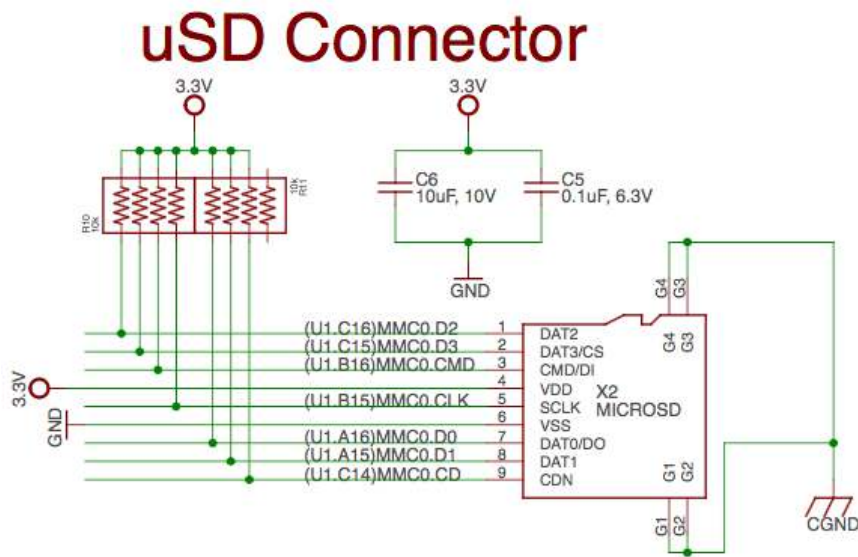 uSD Connector
3.3V
3.3V
R10
10k
10k
R11
C6
10uF, 10V
C5
0.1uF, 6.3V
GND
G4
G3
(U1.C16)MMC0.D2 1 DAT2 G4 G3
(U1.C15)MMC0.D3 2 DAT3/CS
(U1.B16)MMC0.CMD 3 CMD/DI
3.3V 4 VDD X2
(U1.B15)MMC0.CLK 5 SCLK MICROSD
GND 6 VSS
(U1.A16)MMC0.D0 7 DAT0/DO
(U1.A15)MMC0.D1 8 DAT1 G1 G2
(U1.C14)MMC0.CD 9 CDN
G1
G2
CGND